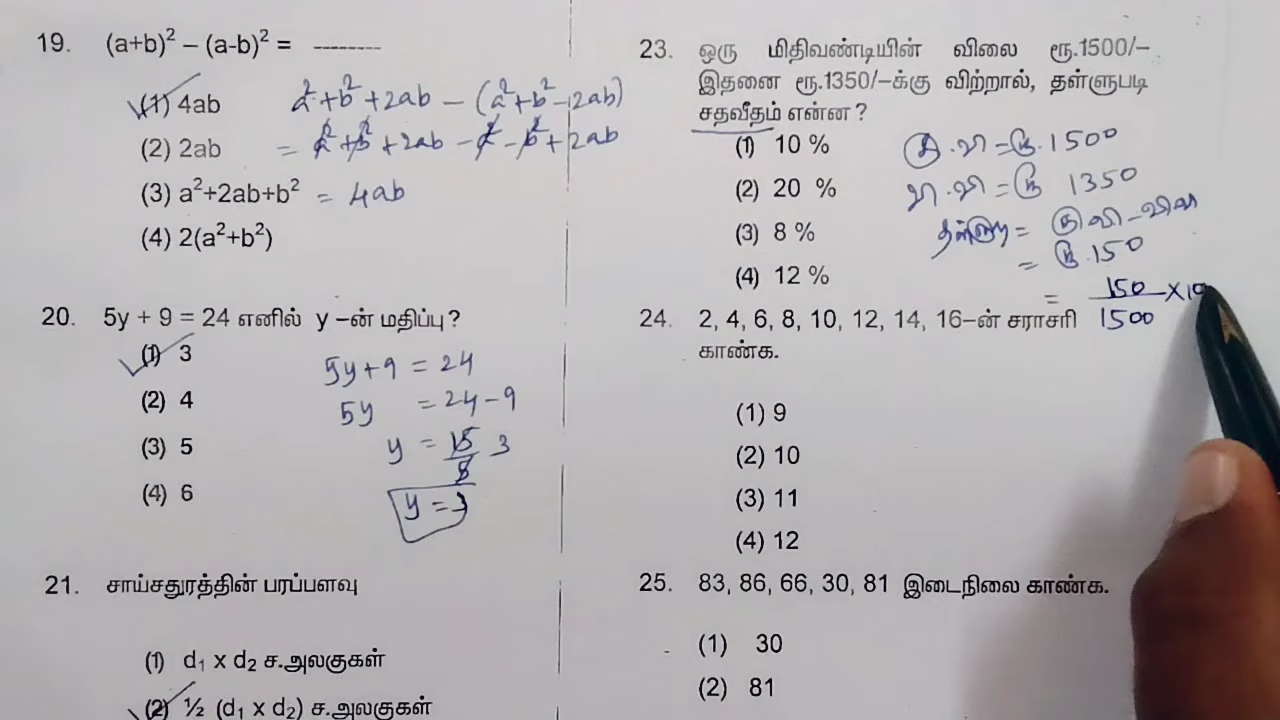 19. (a+b)² – (a-b)² = --------
(1) 4ab
a²+b²+2ab – (a²+b²–2ab)
(2) 2ab
= a²+b²+2ab – a²–b²+2ab
(3) a²+2ab+b²
= 4ab
(4) 2(a²+b²)
20. 5y + 9 = 24 எனில் y –ன் மதிப்பு ?
(1) 3
5y+9 = 24
(2) 4
5y = 24–9
(3) 5
y = 15/5 3
(4) 6
y = 3
21. சாய்சதுரத்தின் பரப்பளவு
(1) d₁ x d₂ ச.அலகுகள்
(2) ½ (d₁ x d₂) ச.அலகுகள்
23. ஒரு மிதிவண்டியின் விலை ரூ.1500/–
இதனை ரூ.1350/–க்கு விற்றால், தள்ளுபடி
சதவீதம் என்ன ?
(1) 10 %
கு.வி = ரூ. 1500
(2) 20 %
வி.வி = ரூ 1350
(3) 8 %
= கு வி –
= ரூ. 150
(4) 12 %
= 150/1500 ×10
24. 2, 4, 6, 8, 10, 12, 14, 16–ன் சராசரி
காண்க.
(1) 9
(2) 10
(3) 11
(4) 12
25. 83, 86, 66, 30, 81 இடைநிலை காண்க.
(1) 30
(2) 81